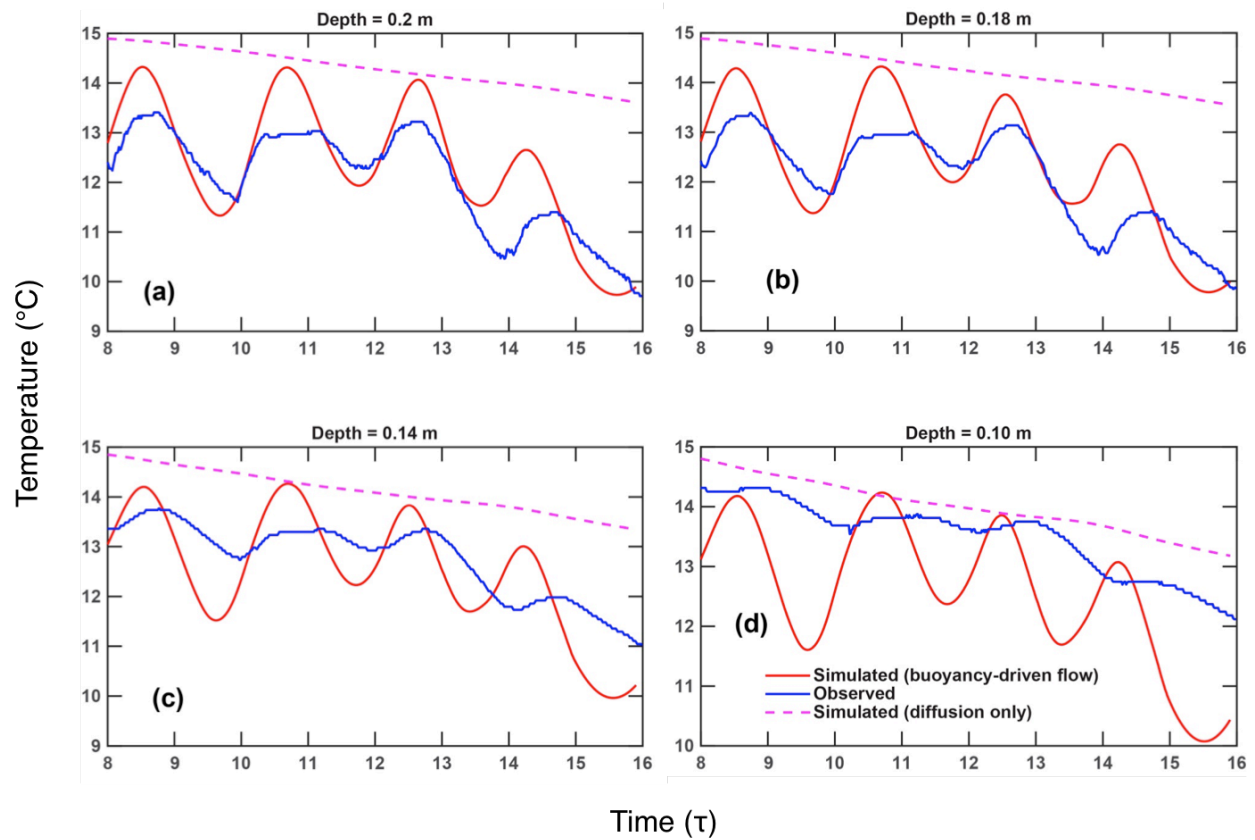 Depth = 0.2 m
Depth = 0.18 m
15
14
13
12
11
10
9
(a)
8 9 10 11 12 13 14 15 16
15
14
13
12
11
10
9
(b)
8 9 10 11 12 13 14 15 16
Temperature (°C)
Depth = 0.14 m
Depth = 0.10 m
15
14
13
12
11
10
9
(c)
8 9 10 11 12 13 14 15 16
15
14
13
12
11
10
(d)
Simulated (buoyancy-driven flow)
Observed
Simulated (diffusion only)
8 9 10 11 12 13 14 15 16
Time (τ)